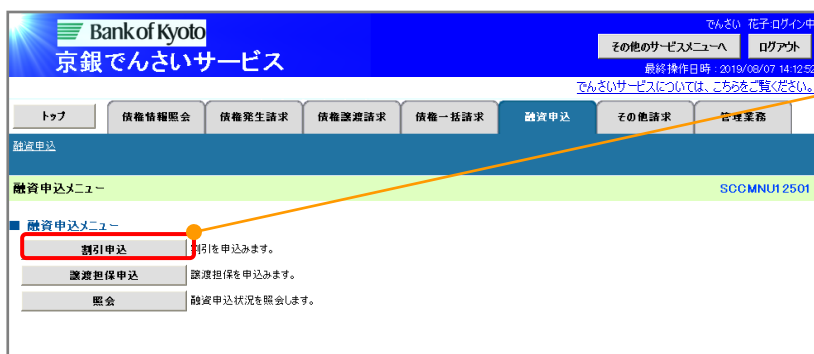 Bank of Kyoto
京銀でんさいサービス
でんさい 花子:ログイン中
その他のサービスメニューへ ログアウト
最終操作日時:2019/08/07 14:12:52
でんさいサービスについては、こちらをご覧ください。
トップ 債権情報照会 債権発生請求 債権譲渡請求 債権一括請求 融資申込 その他請求 管理業務
融資申込
融資申込メニュー SCCMNU12501
■ 融資申込メニュー
割引申込 割引を申込みます。
譲渡担保申込 譲渡担保を申込みます。
照会 融資申込状況を照会します。